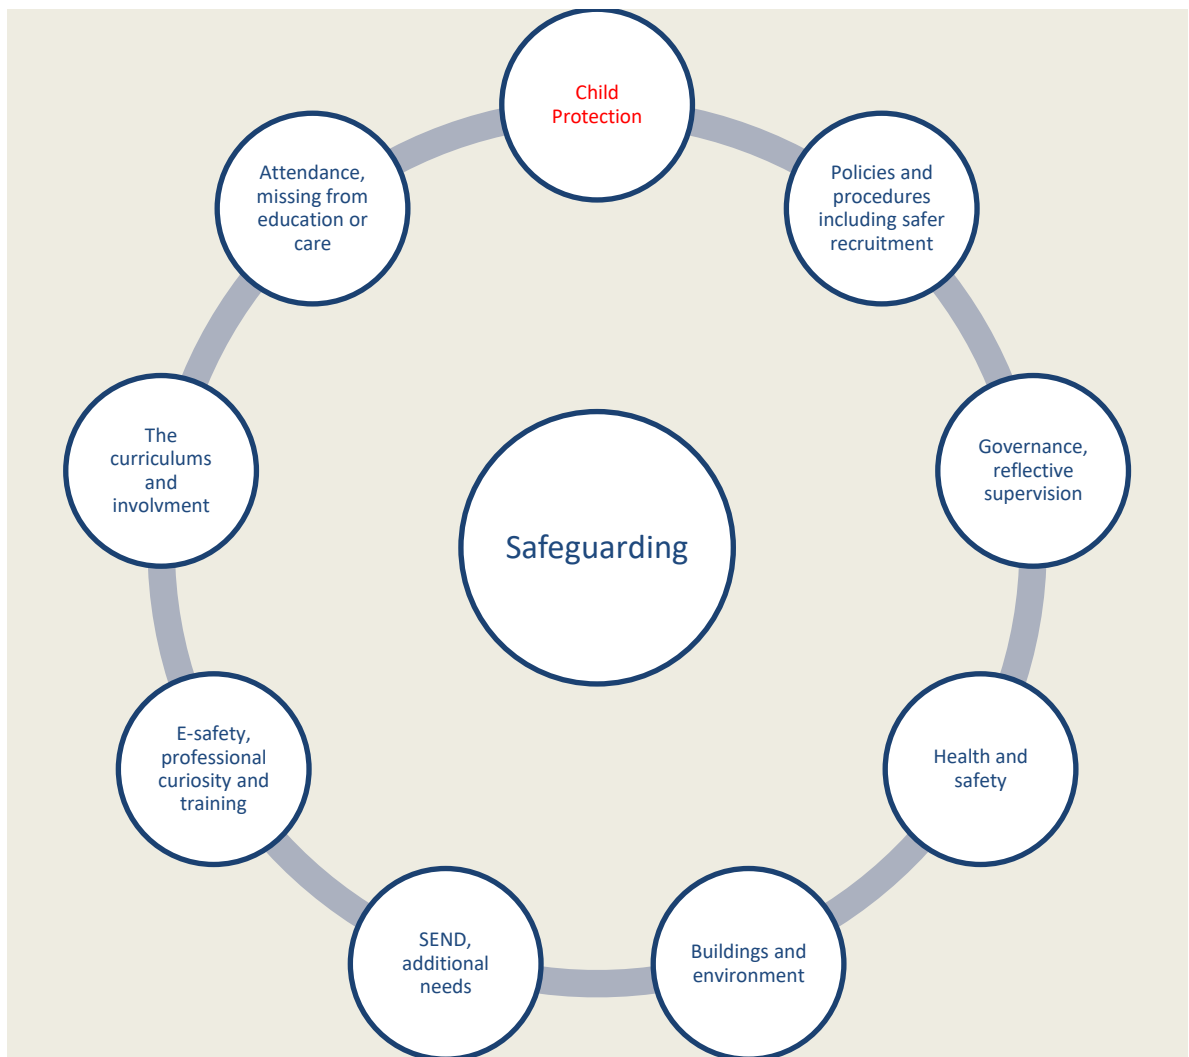 Child
Protection
Policies and
procedures
including safer
recruitment
Governance,
reflective
supervision
Health and
safety
Buildings and
environment
SEND,
additional
needs
E-safety,
professional
curiosity and
training
The
curriculums
and
involvment
Attendance,
missing from
education or
care
Safeguarding